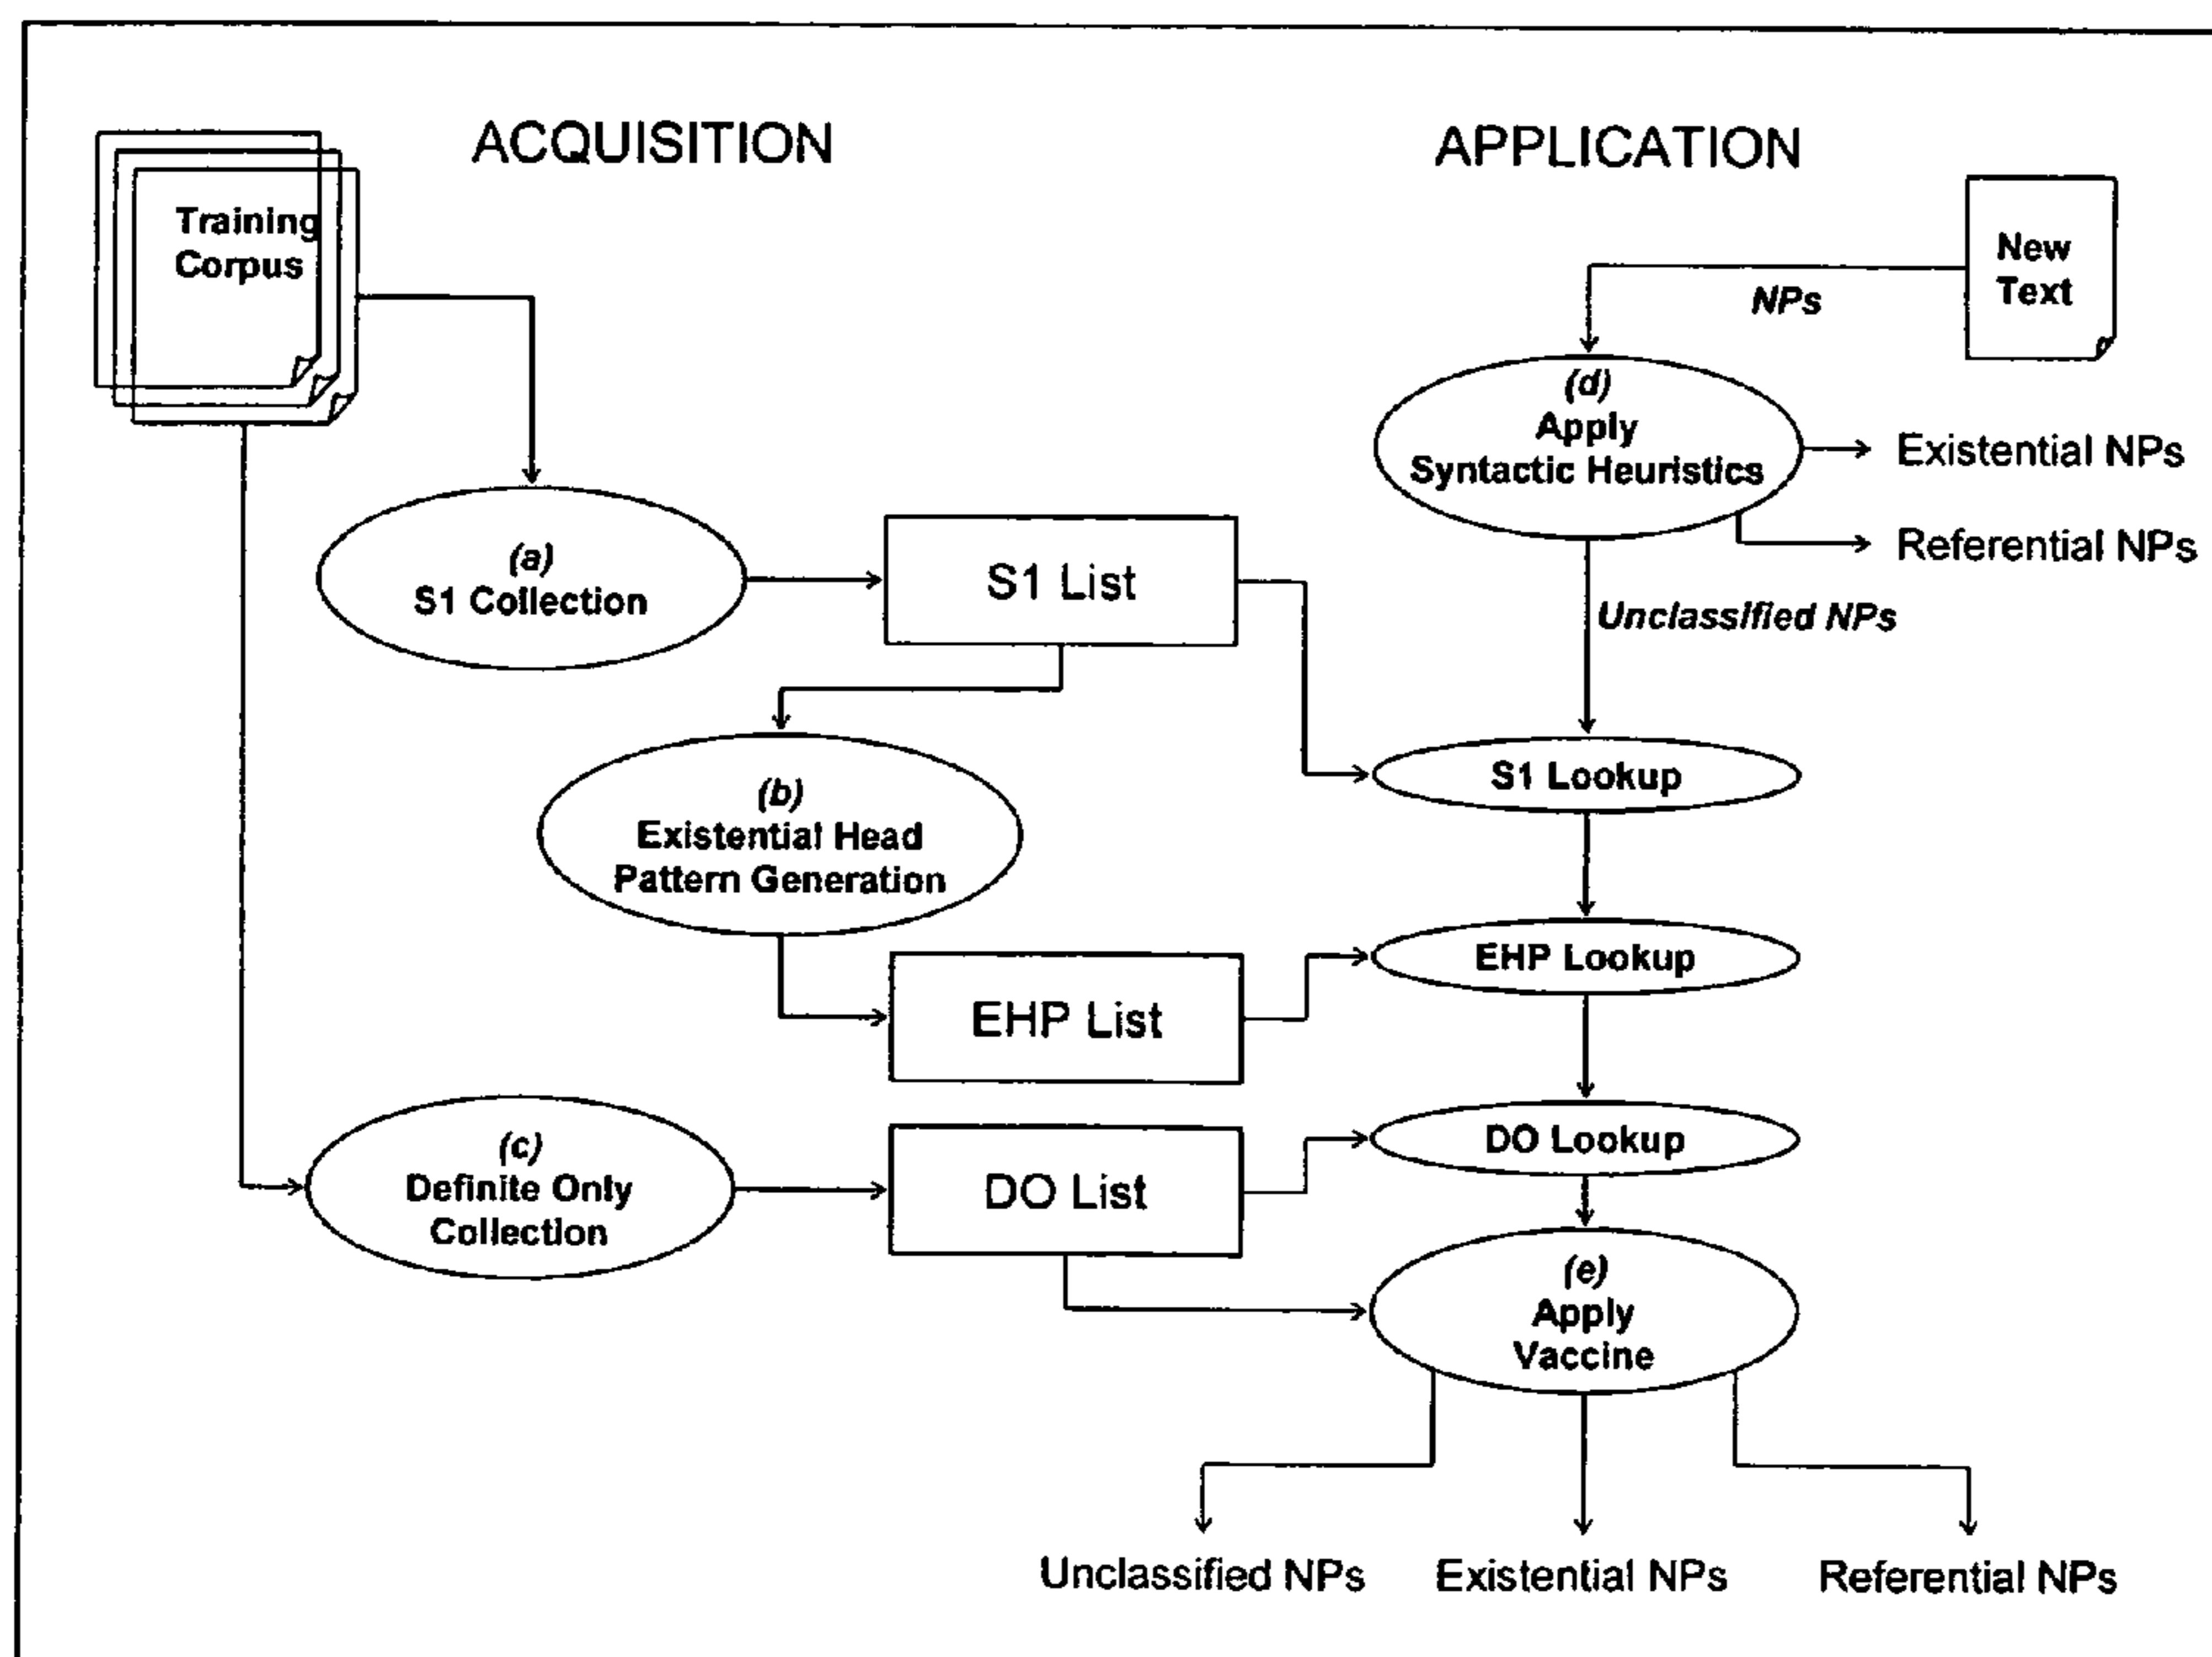 ACQUISITION
APPLICATION
Training
Corpus
New
Text
NPs
(d)
Apply
Syntactic Heuristics
Existential NPs
Referential NPs
(a)
S1 Collection
S1 List
Unclassified NPs
S1 Lookup
(b)
Existential Head
Pattern Generation
EHP Lookup
EHP List
DO Lookup
(c)
Definite Only
Collection
DO List
(e)
Apply
Vaccine
Unclassified NPs
Existential NPs
Referential NPs